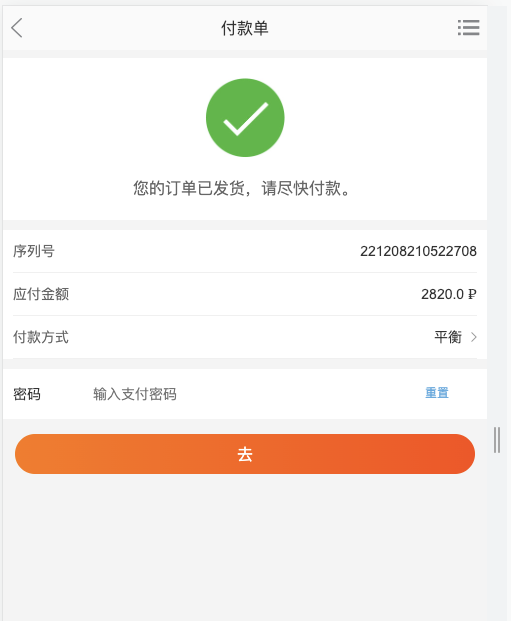 付款单
您的订单已发货，请尽快付款。
序列号 221208210522708
应付金额 2820.0 ₽
付款方式 平衡
密码 输入支付密码 重置
去